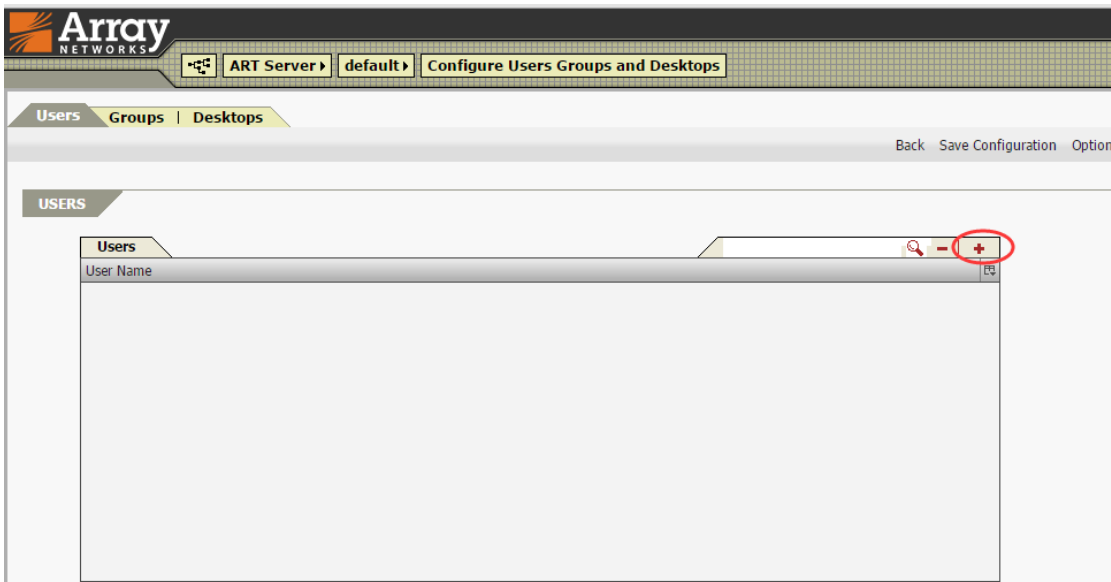 Array
NETWORKS
ART Server default Configure Users Groups and Desktops
Users Groups | Desktops
Back Save Configuration Option
USERS
Users
User Name